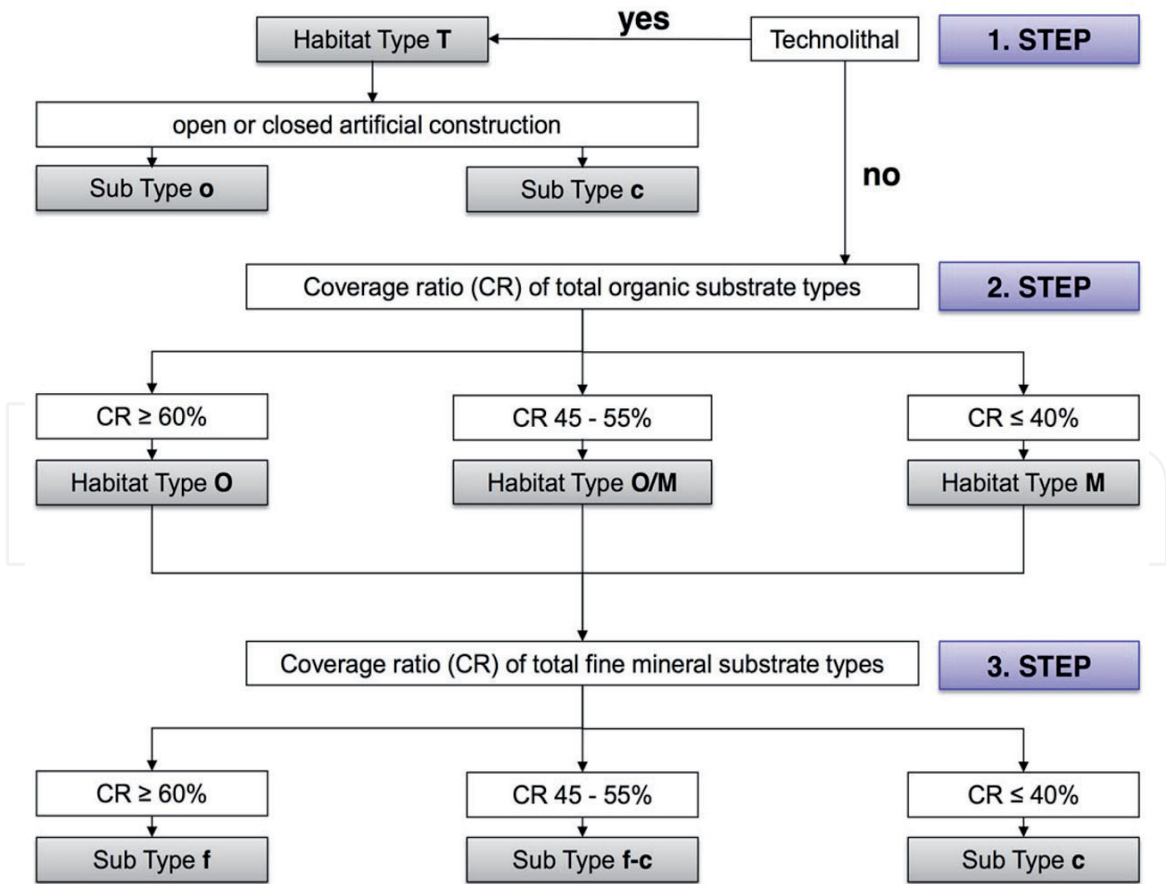 Habitat Type T
yes
Technolithal
1. STEP
open or closed artificial construction
Sub Type o
Sub Type c
no
Coverage ratio (CR) of total organic substrate types
2. STEP
CR ≥ 60%
CR 45 - 55%
CR ≤ 40%
Habitat Type O
Habitat Type O/M
Habitat Type M
Coverage ratio (CR) of total fine mineral substrate types
3. STEP
CR ≥ 60%
CR 45 - 55%
CR ≤ 40%
Sub Type f
Sub Type f-c
Sub Type c